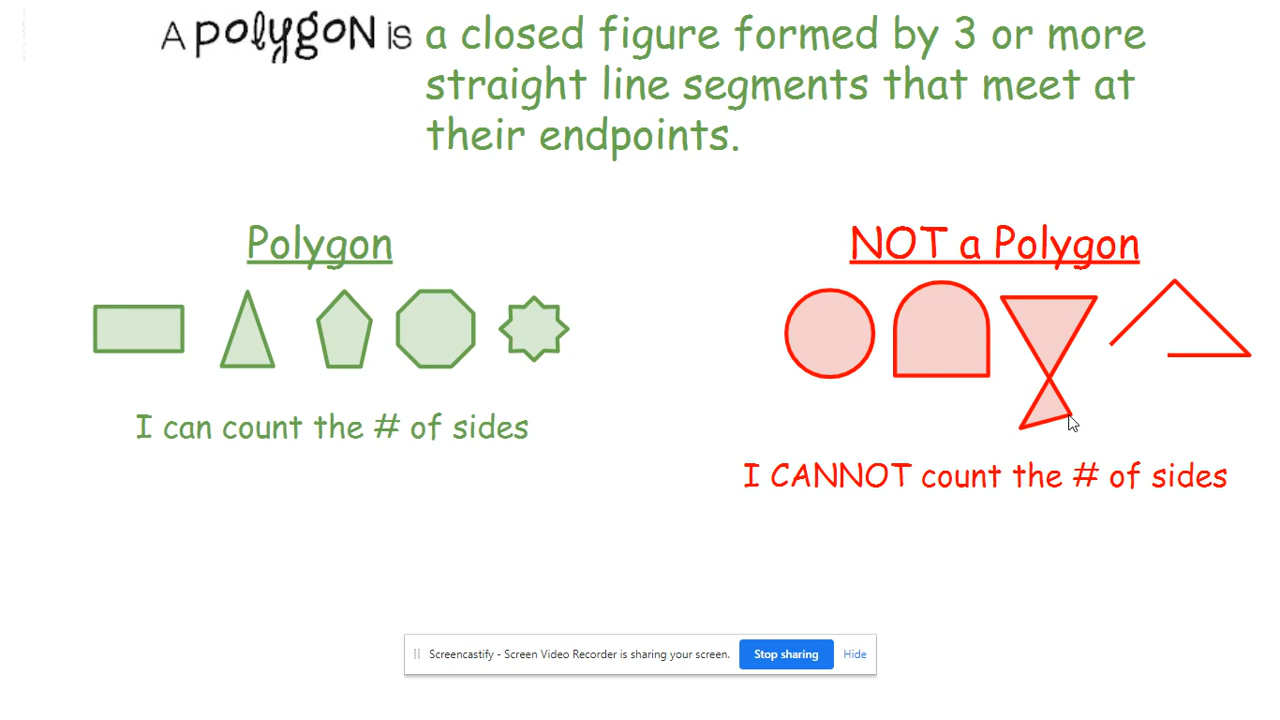 A polygon is a closed figure formed by 3 or more
straight line segments that meet at
their endpoints.
Polygon
NOT a Polygon
I can count the # of sides
I CANNOT count the # of sides
Screencastify - Screen Video Recorder is sharing your screen. Stop sharing Hide